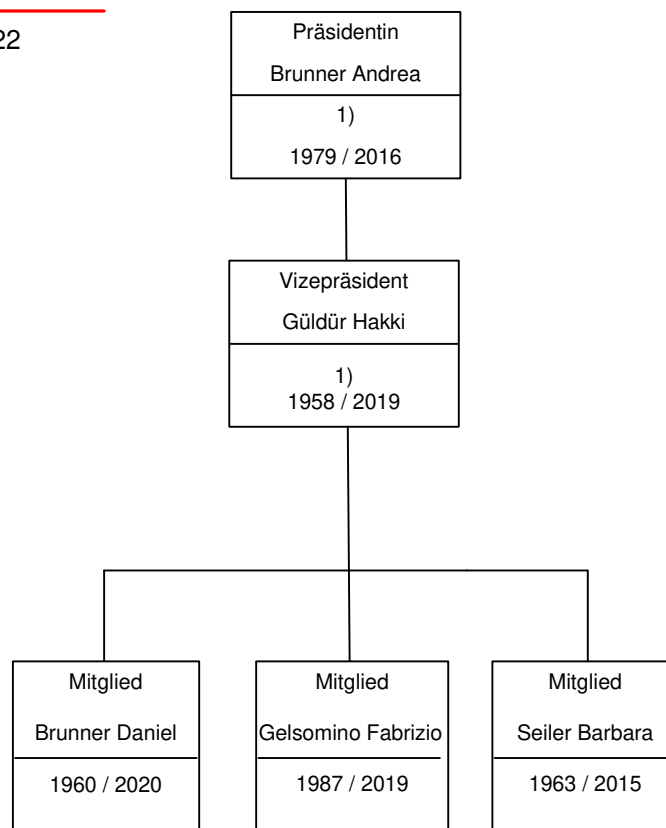 22
Präsidentin
Brunner Andrea
1)
1979 / 2016
Vizepräsident
Güldür Hakki
1)
1958 / 2019
Mitglied
Brunner Daniel
1960 / 2020
Mitglied
Gelsomino Fabrizio
1987 / 2019
Mitglied
Seiler Barbara
1963 / 2015